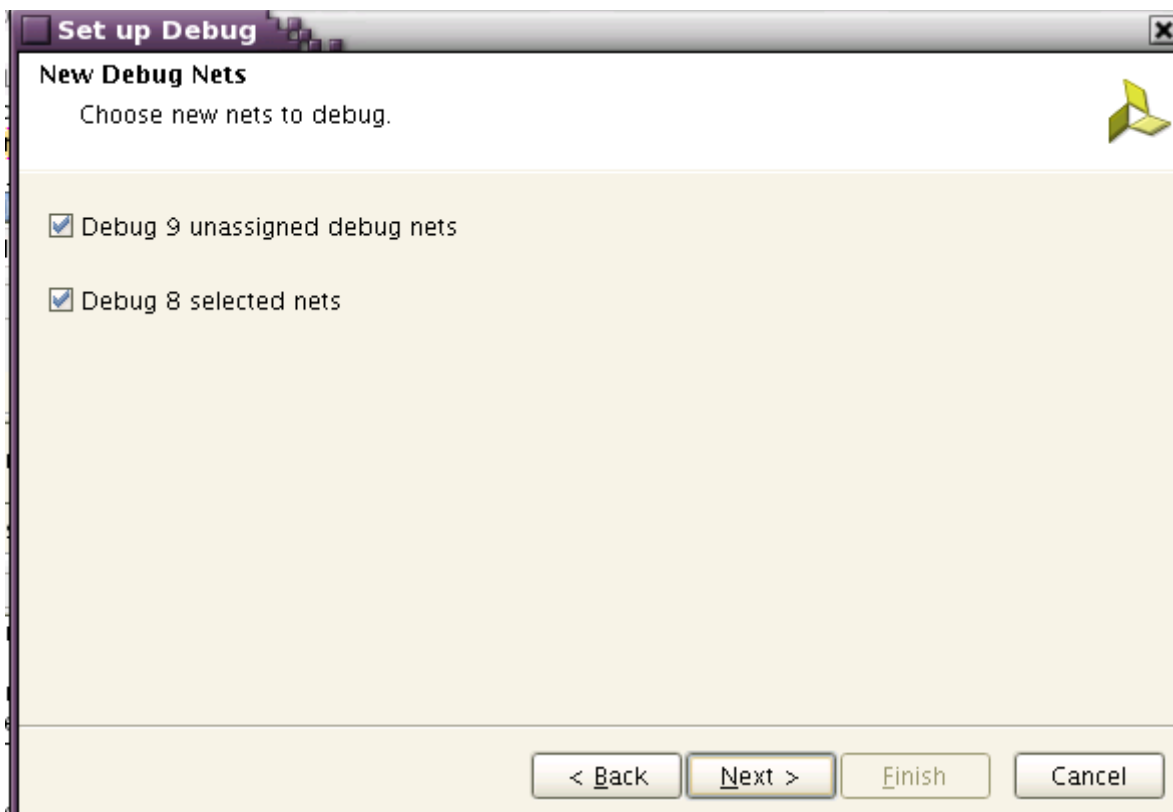 Set up Debug
New Debug Nets
Choose new nets to debug.
Debug 9 unassigned debug nets
Debug 8 selected nets
< Back Next > Finish Cancel